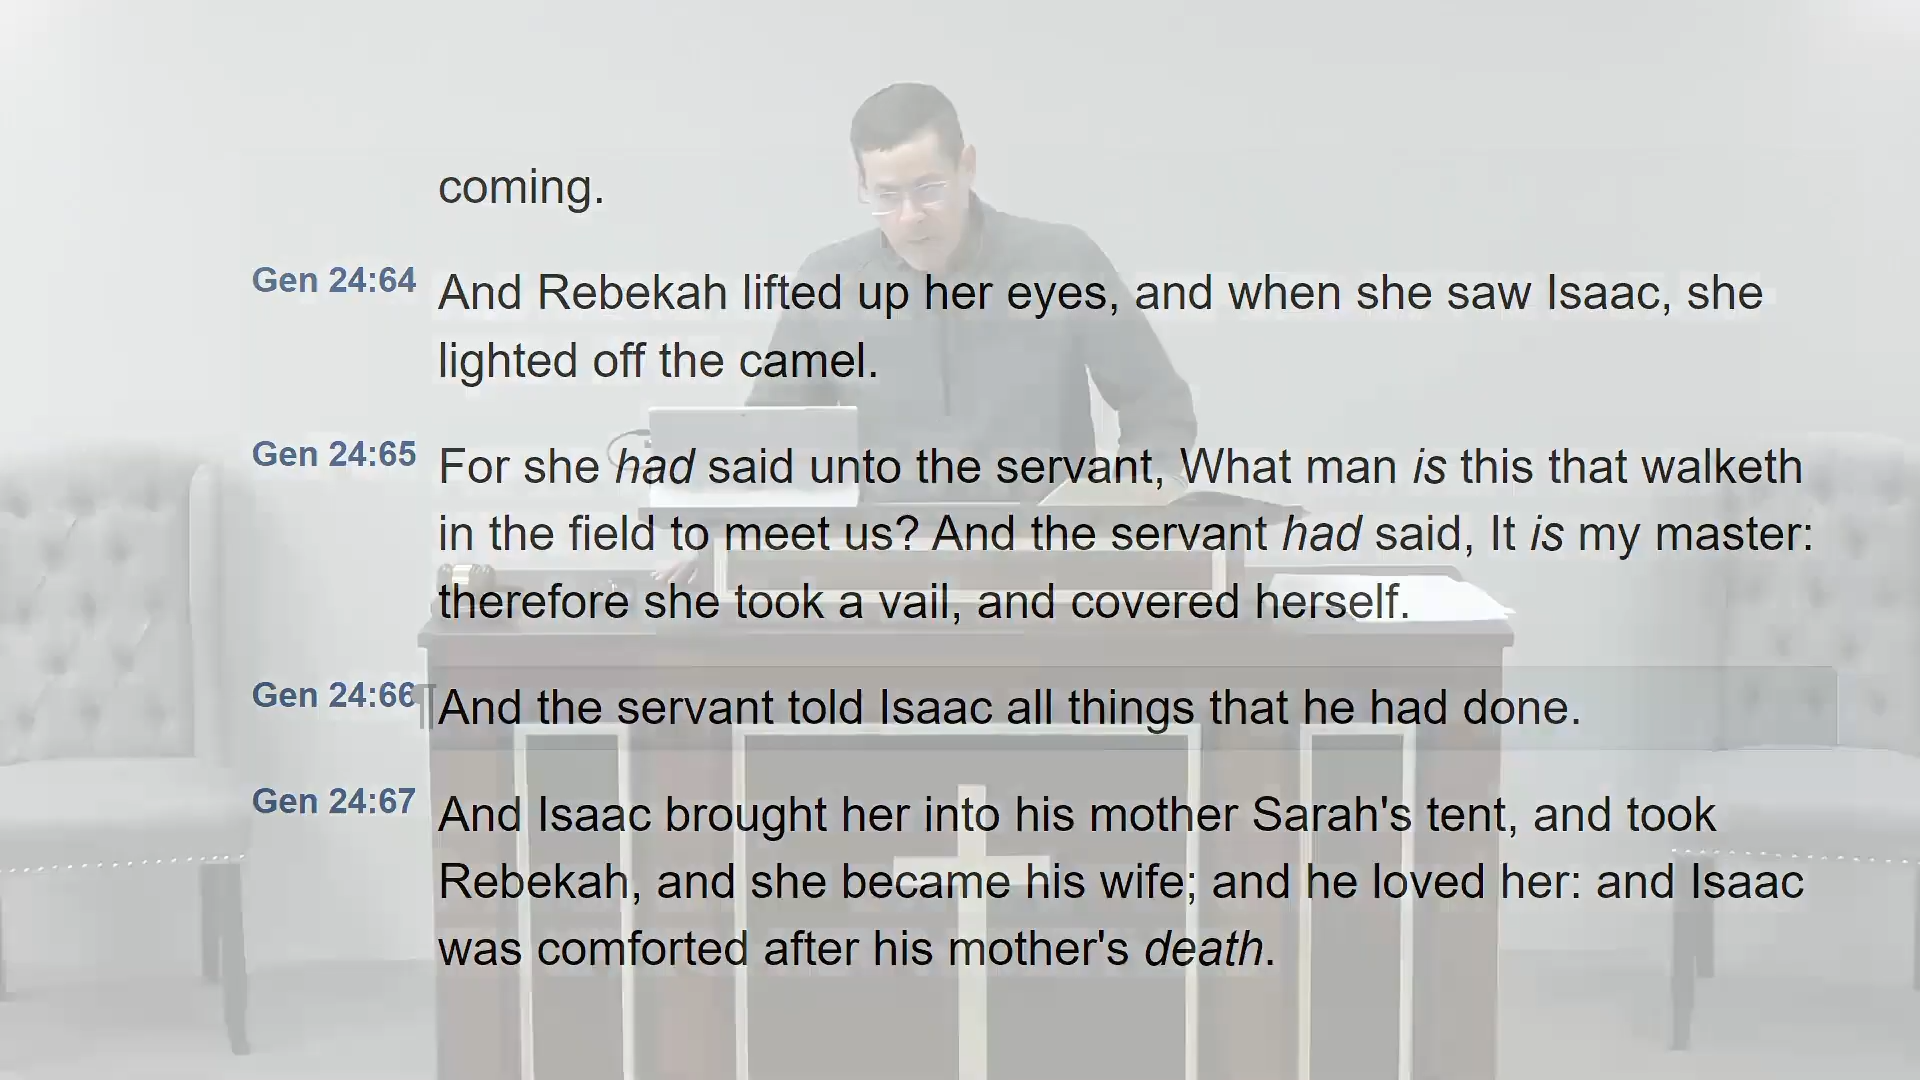 coming.
Gen 24:64 And Rebekah lifted up her eyes, and when she saw Isaac, she
lighted off the camel.
Gen 24:65 For she had said unto the servant, What man is this that walketh
in the field to meet us? And the servant had said, It is my master:
therefore she took a vail, and covered herself.
Gen 24:66 ¶ And the servant told Isaac all things that he had done.
Gen 24:67 And Isaac brought her into his mother Sarah's tent, and took
Rebekah, and she became his wife; and he loved her: and Isaac
was comforted after his mother's death.